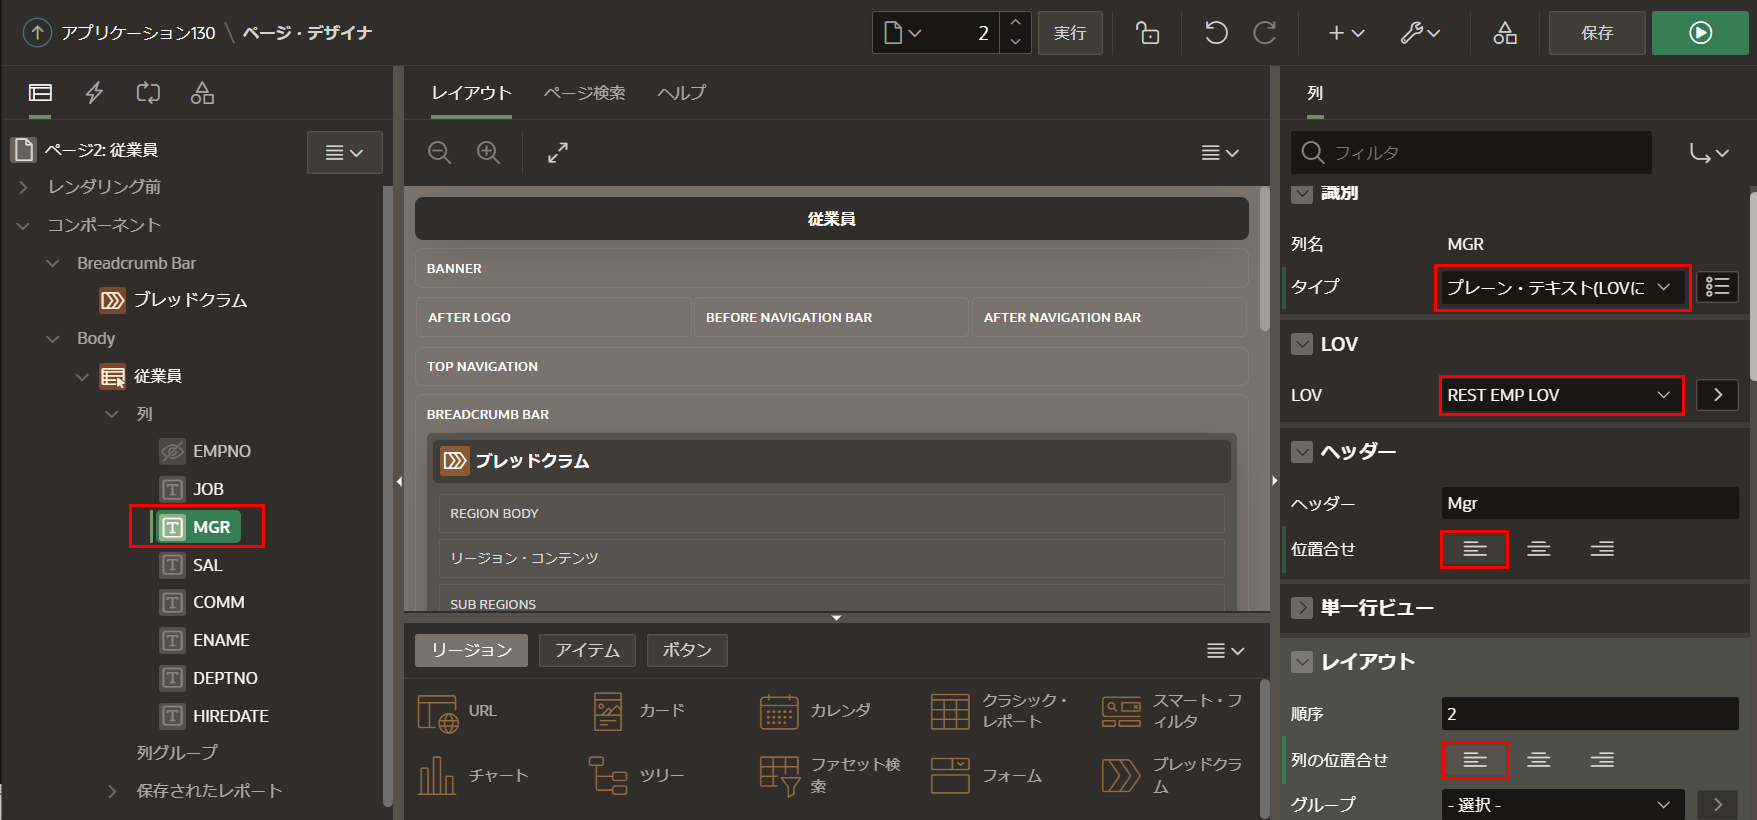 アプリケーション130 \ ページ・デザイナ
2
実行
保存
ページ2: 従業員
レンダリング前
コンポーネント
Breadcrumb Bar
ブレッドクラム
Body
従業員
列
EMPNO
JOB
MGR
SAL
COMM
ENAME
DEPTNO
HIREDATE
列グループ
保存されたレポート
レイアウト ページ検索 ヘルプ
従業員
BANNER
AFTER LOGO
BEFORE NAVIGATION BAR
AFTER NAVIGATION BAR
TOP NAVIGATION
BREADCRUMB BAR
ブレッドクラム
REGION BODY
リージョン・コンテンツ
SUB REGIONS
リージョン アイテム ボタン
URL
カード
カレンダ
クラシック・
レポート
スマート・フ
ィルタ
チャート
ツリー
ファセット検
索
フォーム
ブレッドクラ
ム
列
フィルタ
識別
列名 MGR
タイプ プレーン・テキスト(LOVに
LOV
LOV REST EMP LOV
ヘッダー
ヘッダー Mgr
位置合せ
単一行ビュー
レイアウト
順序 2
列の位置合せ
グループ - 選択 -